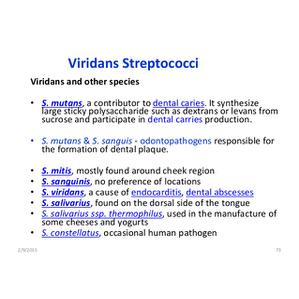 Viridans Streptococci
Viridans and other species
• S. mutans, a contributor to dental caries. It synthesize
large sticky polysaccharide such as dextrans or levans from
sucrose and participate in dental carries production.
• S. mutans & S. sanguis - odontopathogens responsible for
the formation of dental plaque.
• S. mitis, mostly found around cheek region
• S. sanguinis, no preference of locations
• S. viridans, a cause of endocarditis, dental abscesses
• S. salivarius, found on the dorsal side of the tongue
• S. salivarius ssp. thermophilus, used in the manufacture of
some cheeses and yogurts
• S. constellatus, occasional human pathogen